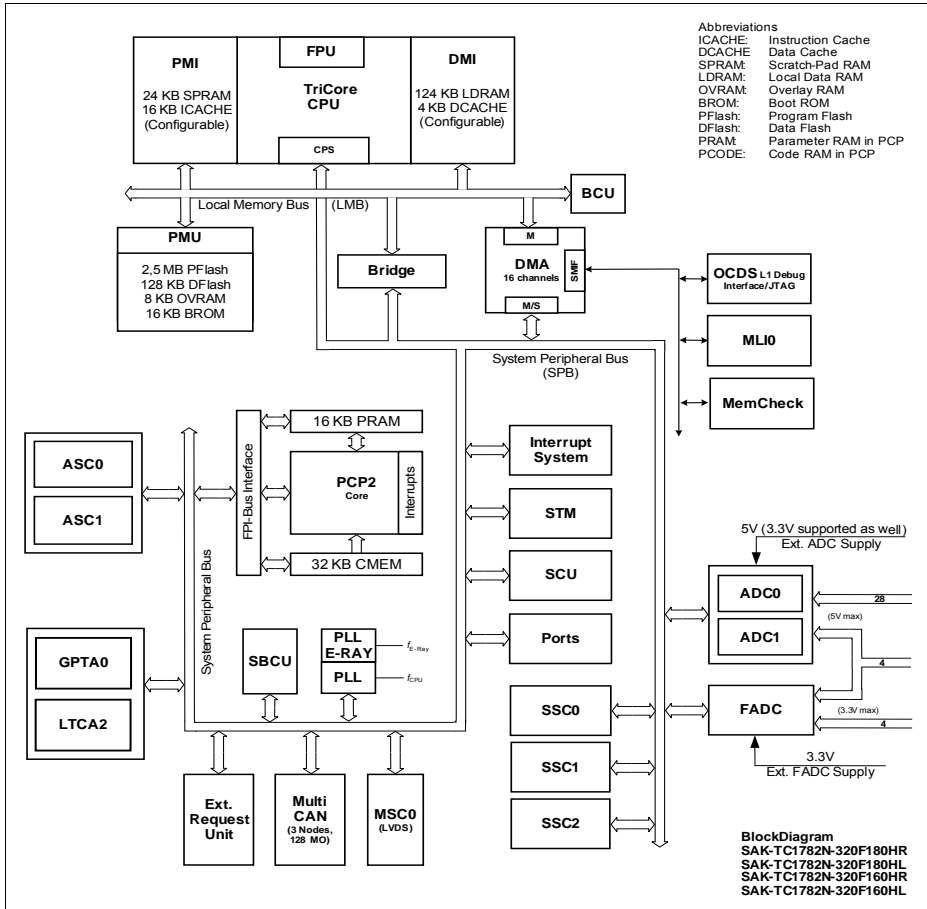 Abbreviations
ICACHE: Instruction Cache
DCACHE Data Cache
SPRAM: Scratch-Pad RAM
LDRAM: Local Data RAM
OVRAM: Overlay RAM
BROM: Boot ROM
PFlash: Program Flash
DFlash: Data Flash
PRAM: Parameter RAM in PCP
PCODE: Code RAM in PCP
PMI
24 KB SPRAM
16 KB ICACHE
(Configurable)
FPU
TriCore
CPU
CPS
DMI
124 KB LDRAM
4 KB DCACHE
(Configurable)
Local Memory Bus (LMB)
BCU
PMU
2,5 MB PFlash
128 KB DFlash
8 KB OVRAM
16 KB BROM
Bridge
M
DMA
16 channels
SMIF
M/S
OCDS L1 Debug
Interface/JTAG
MLI0
MemCheck
System Peripheral Bus
(SPB)
ASC0
ASC1
System Peripheral Bus
FPI-Bus Interface
16 KB PRAM
PCP2
Core
Interrupts
32 KB CMEM
Interrupt
System
STM
SCU
Ports
5V (3.3V supported as well)
Ext. ADC Supply
ADC0
ADC1
28
(5V max)
4
GPTA0
LTCA2
SBCU
PLL
E-RAY
fE-Ray
PLL
fCPU
SSC0
SSC1
SSC2
FADC
(3.3V max)
4
3.3V
Ext. FADC Supply
Ext.
Request
Unit
Multi
CAN
(3 Nodes,
128 MO)
MSC0
(LVDS)
BlockDiagram
SAK-TC1782N-320F180HR
SAK-TC1782N-320F180HL
SAK-TC1782N-320F160HR
SAK-TC1782N-320F160HL